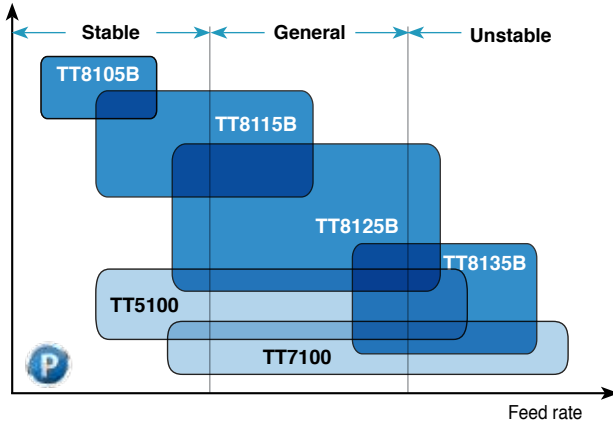 Stable General Unstable
TT8105B
TT8115B
TT8125B
TT8135B
TT5100
TT7100
P
Feed rate